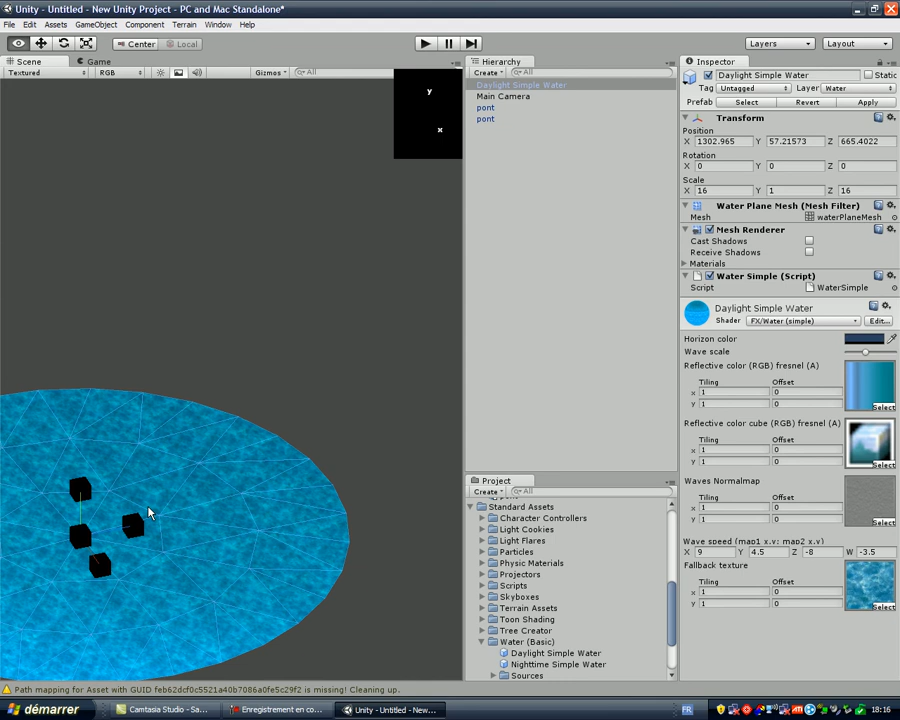 Unity - Untitled - New Unity Project - PC and Mac Standalone*
File Edit Assets GameObject Component Terrain Window Help
Center Local Layers Layout
Scene Game Hierarchy Inspector
Textured RGB Gizmos All Create All
Daylight Simple Water Static
Tag Untagged Layer Water
Prefab Select Revert Apply
y
x
Daylight Simple Water
Main Camera
pont
pont
Transform
Position
X 1302.965 Y 57.21573 Z 665.4022
Rotation
X 0 Y 0 Z 0
Scale
X 16 Y 1 Z 16
Water Plane Mesh (Mesh Filter)
Mesh waterPlaneMesh
Mesh Renderer
Cast Shadows
Receive Shadows
Materials
Water Simple (Script)
Script WaterSimple
Daylight Simple Water
Shader FX/Water (simple) Edit...
Horizon color
Wave scale
Reflective color (RGB) fresnel (A)
Tiling Offset
x 1 0
y 1 0
Select
Reflective color cube (RGB) fresnel (A)
Tiling Offset
x 1 0
y 1 0
Select
Waves Normalmap
Tiling Offset
x 1 0
y 1 0
Select
Wave speed (map1 x,y; map2 x,y)
X 9 Y 4.5 Z -8 W -3.5
Fallback texture
Tiling Offset
x 1 0
y 1 0
Select
Project
Create All
Standard Assets
Character Controllers
Light Cookies
Light Flares
Particles
Physic Materials
Projectors
Scripts
Skyboxes
Terrain Assets
Toon Shading
Tree Creator
Water (Basic)
Daylight Simple Water
Nighttime Simple Water
Sources
Path mapping for Asset with GUID feb62dcf0c5521a40b7086a0fe5c29f2 is missing! Cleaning up.
démarrer Camtasia Studio - Sa... Enregistrement en co... Unity - Untitled - New... FR 18:16